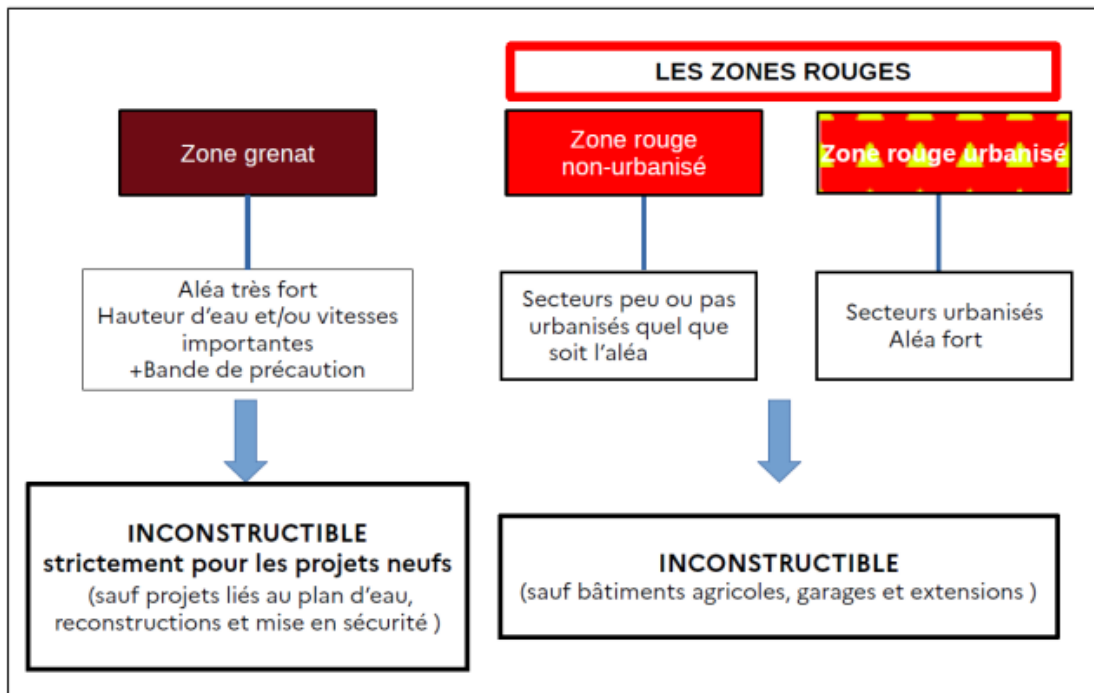 LES ZONES ROUGES
Zone grenat
Zone rouge
non-urbanisé
Zone rouge urbanisé
Aléa très fort
Hauteur d'eau et/ou vitesses
importantes
+Bande de précaution
Secteurs peu ou pas
urbanisés quel que
soit l'aléa
Secteurs urbanisés
Aléa fort
INCONSTRUCTIBLE
strictement pour les projets neufs
(sauf projets liés au plan d'eau,
reconstructions et mise en sécurité )
INCONSTRUCTIBLE
(sauf bâtiments agricoles, garages et extensions )